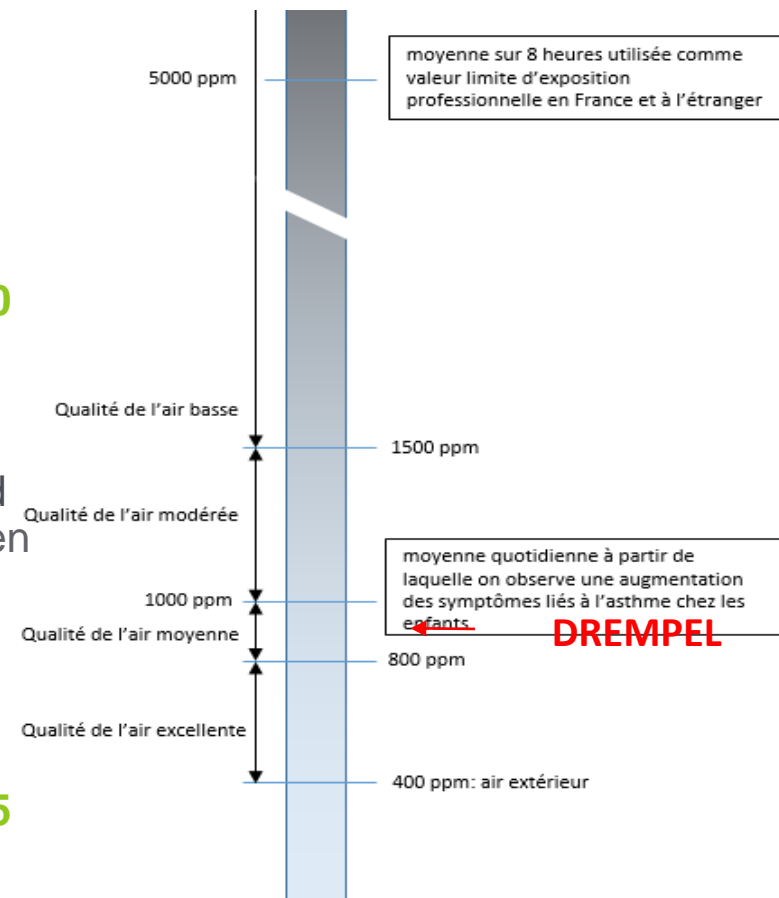 5000 ppm
moyenne sur 8 heures utilisée comme
valeur limite d'exposition
professionnelle en France et à l'étranger
0
Qualité de l'air basse
1500 ppm
d
Qualité de l'air modérée
en
moyenne quotidienne à partir de
laquelle on observe une augmentation
1000 ppm
des symptômes liés à l'asthme chez les
enfants
DREMPEL
Qualité de l'air moyenne
800 ppm
Qualité de l'air excellente
400 ppm: air extérieur
5